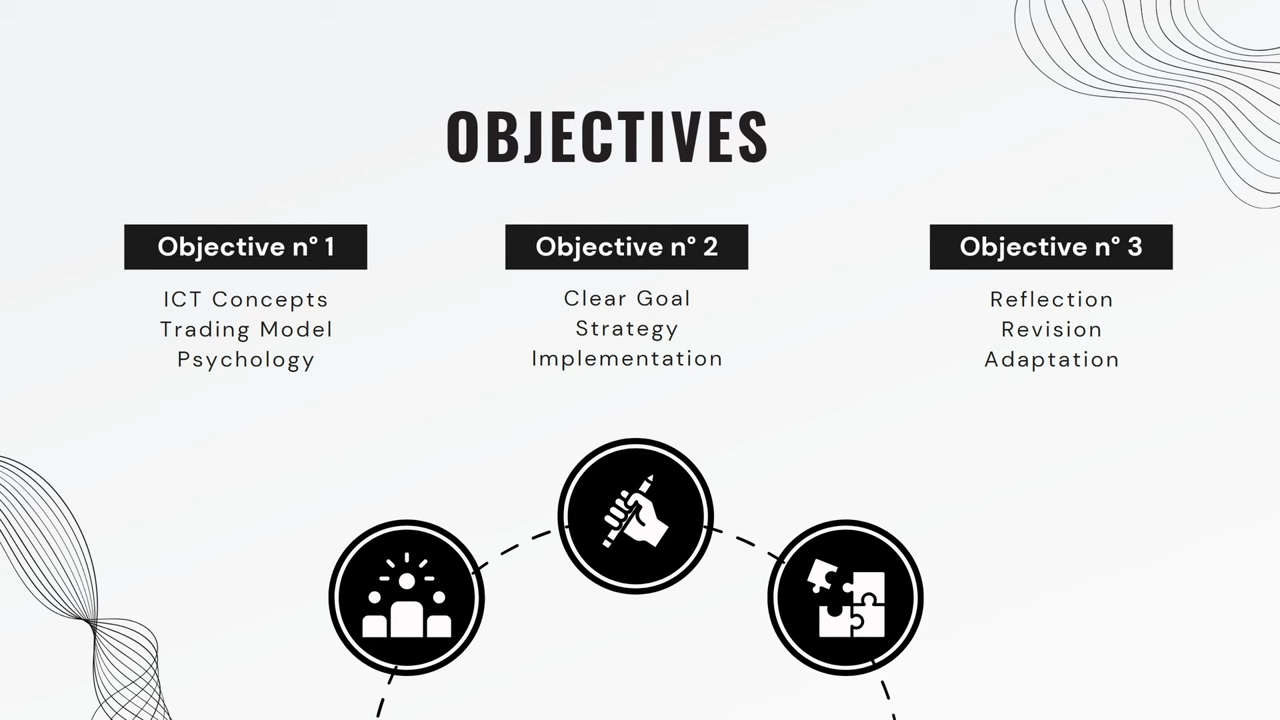 OBJECTIVES
Objective n° 1
ICT Concepts
Trading Model
Psychology
Objective n° 2
Clear Goal
Strategy
Implementation
Objective n° 3
Reflection
Revision
Adaptation